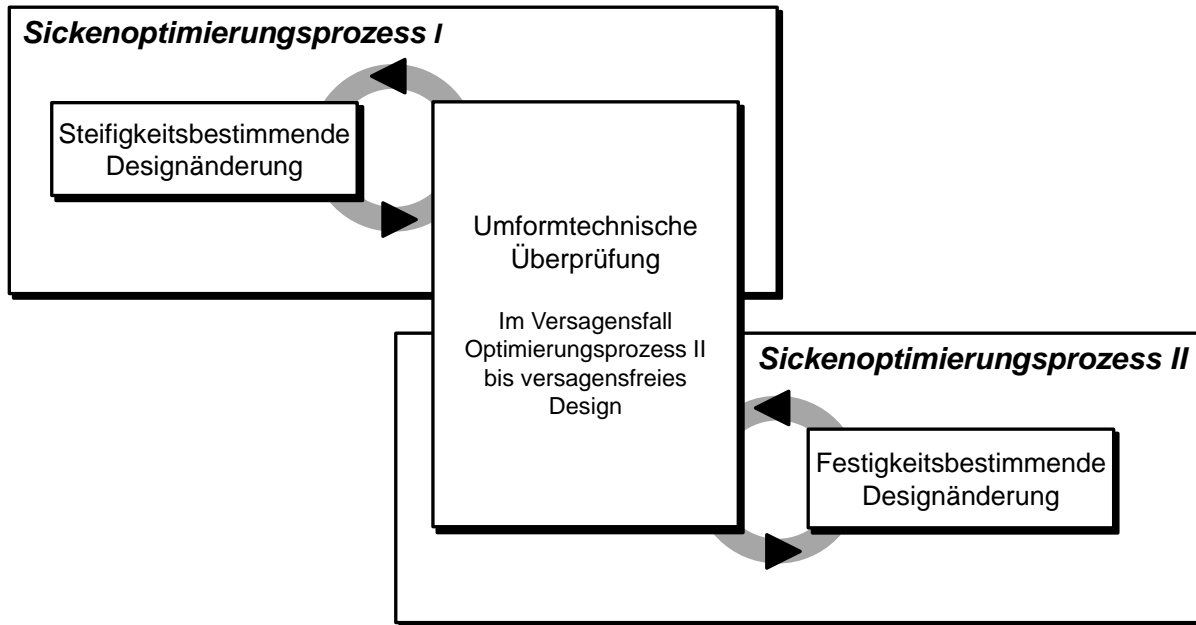 Sickenoptimierungsprozess I
Steifigkeitsbestimmende
Designänderung
Umformtechnische
Überprüfung
Im Versagensfall
Optimierungsprozess II
bis versagensfreies
Design
Sickenoptimierungsprozess II
Festigkeitsbestimmende
Designänderung